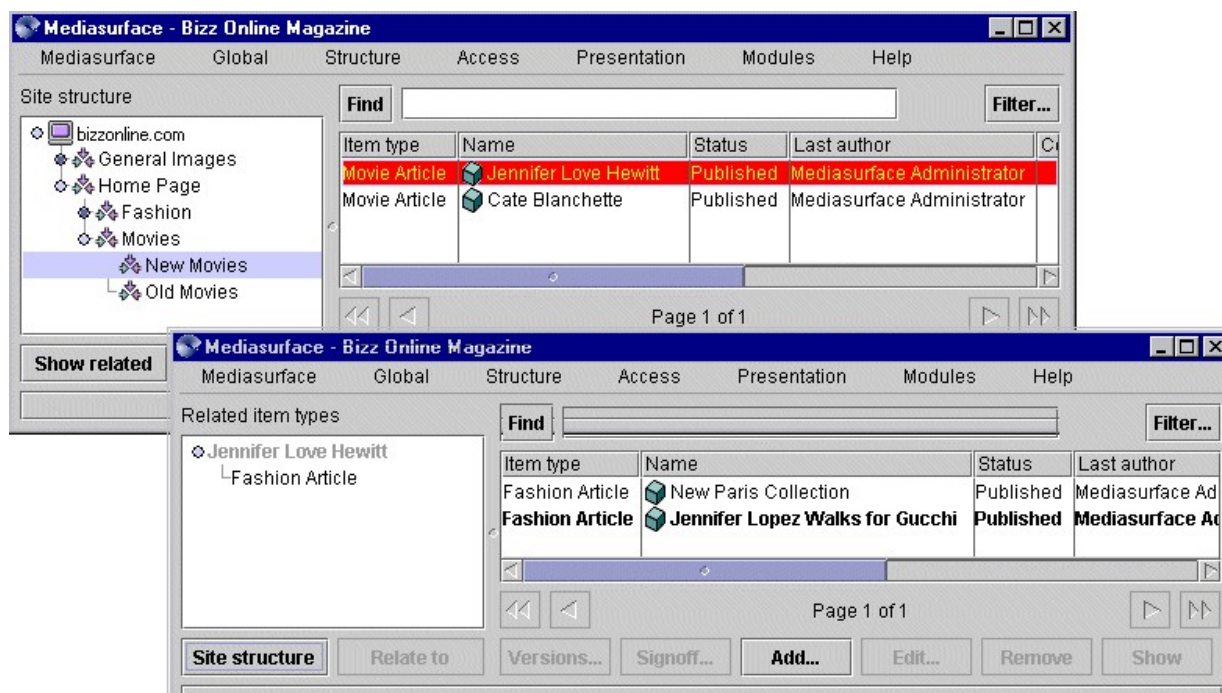 Mediasurface - Bizz Online Magazine
Mediasurface Global Structure Access Presentation Modules Help
Site structure
Find Filter...
bizzonline.com
General Images
Home Page
Fashion
Movies
New Movies
Old Movies
Item type Name Status Last author
Movie Article Jennifer Love Hewitt Published Mediasurface Administrator
Movie Article Cate Blanchette Published Mediasurface Administrator
Page 1 of 1
Show related
Mediasurface - Bizz Online Magazine
Mediasurface Global Structure Access Presentation Modules Help
Related item types
Find Filter...
Jennifer Love Hewitt
Fashion Article
Item type Name Status Last author
Fashion Article New Paris Collection Published Mediasurface Ad
Fashion Article Jennifer Lopez Walks for Gucchi Published Mediasurface Ad
Page 1 of 1
Site structure Relate to Versions... Signoff... Add... Edit... Remove Show